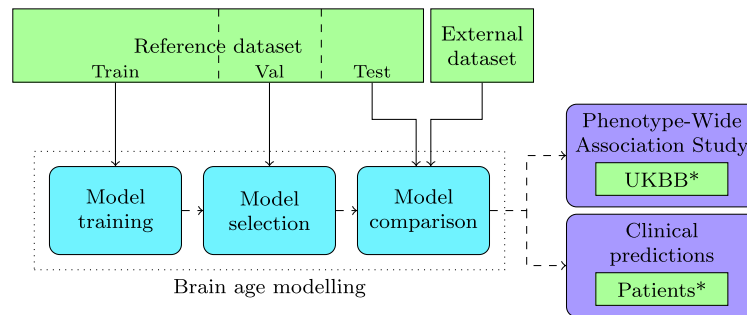 Reference dataset
Train
Val
Test
External
dataset
Phenotype-Wide
Association Study
UKBB*
Model
training
Model
selection
Model
comparison
Clinical
predictions
Patients*
Brain age modelling